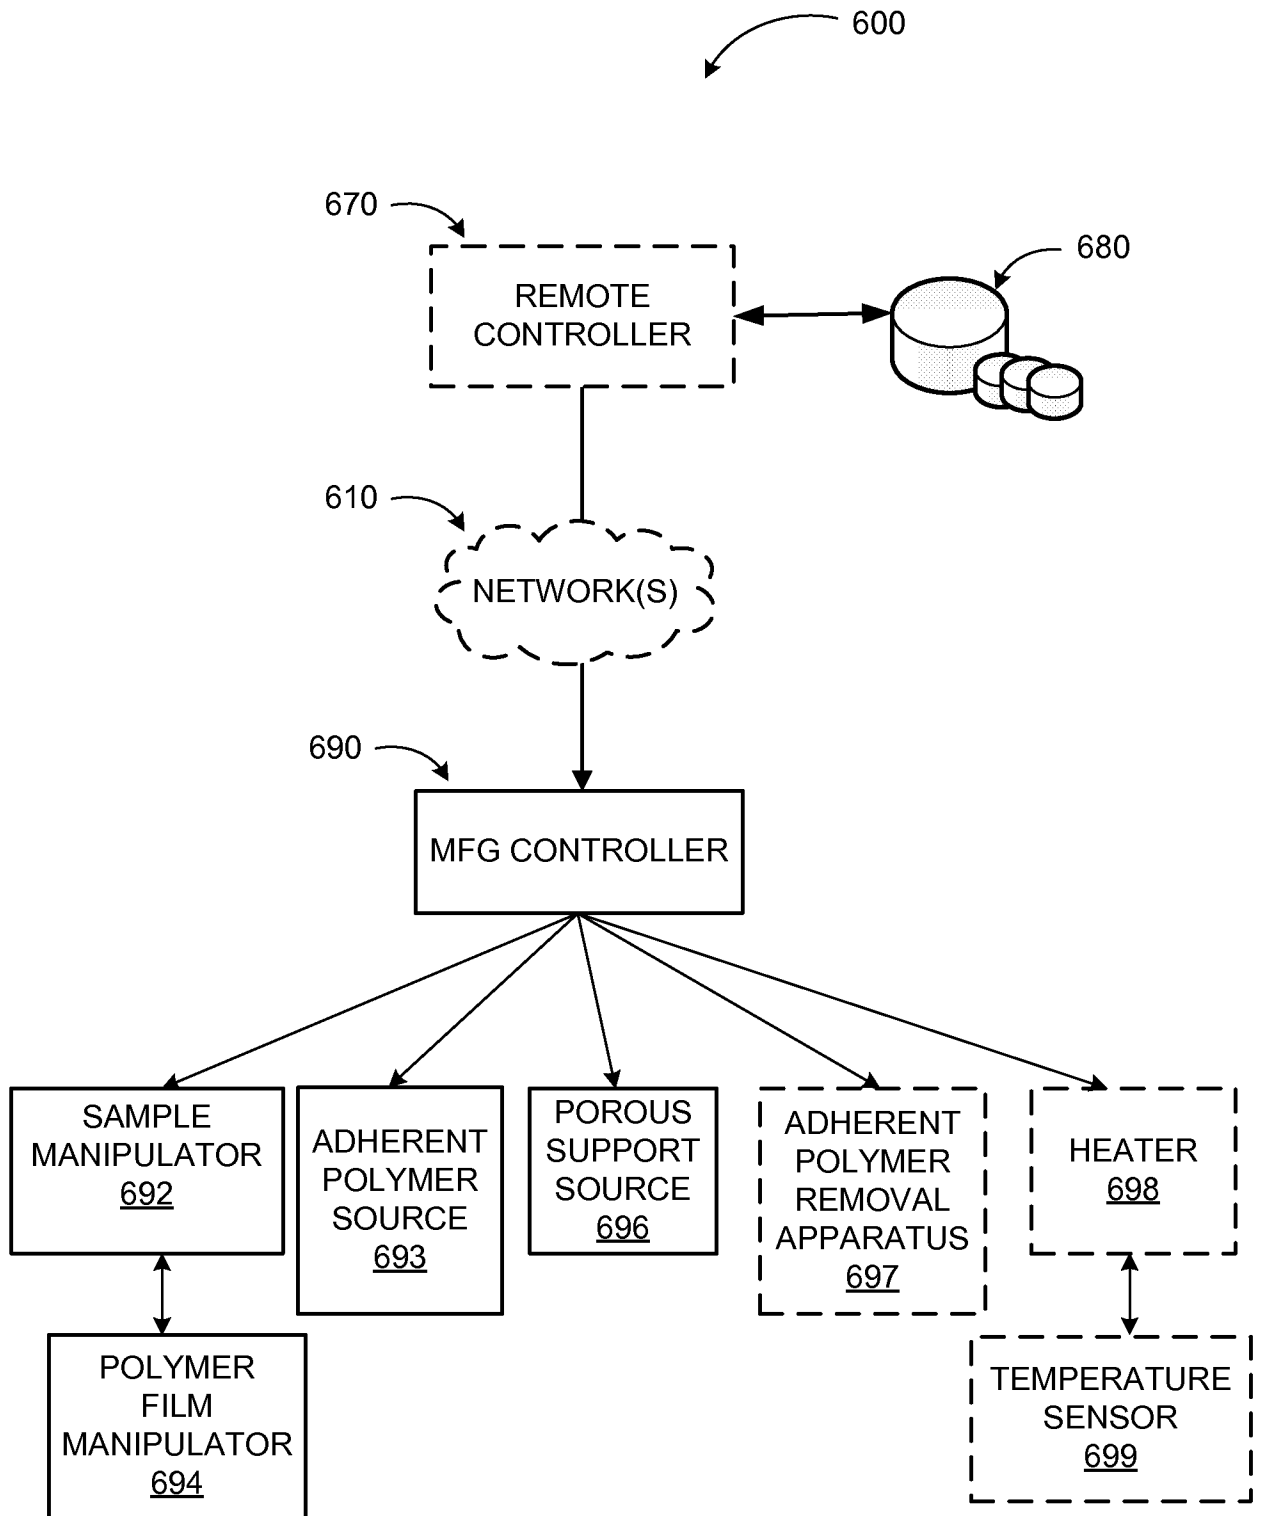 600
670
REMOTE
CONTROLLER
680
610
NETWORK(S)
690
MFG CONTROLLER
SAMPLE
MANIPULATOR
692
ADHERENT
POLYMER
SOURCE
693
POROUS
SUPPORT
SOURCE
696
ADHERENT
POLYMER
REMOVAL
APPARATUS
697
HEATER
698
POLYMER
FILM
MANIPULATOR
694
TEMPERATURE
SENSOR
699